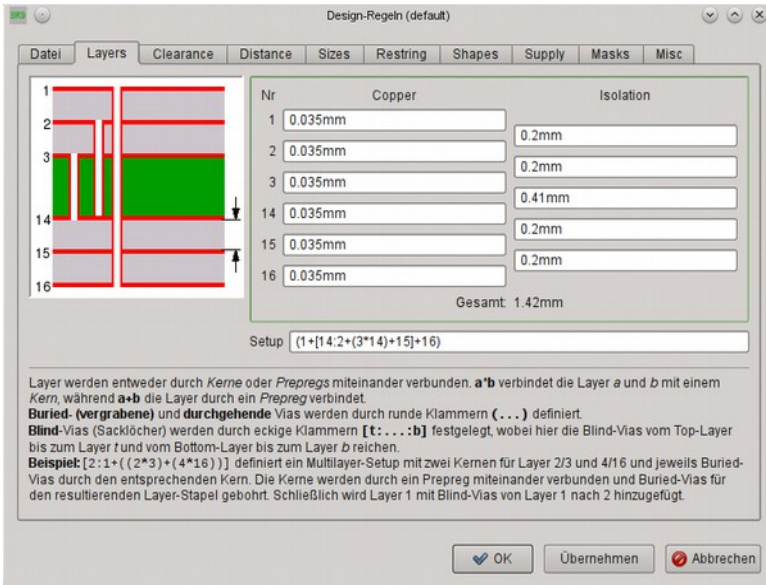 DRD
Design-Regeln (default)
Datei Layers Clearance Distance Sizes Restring Shapes Supply Masks Misc
1
2
3
14
15
16
Nr Copper Isolation
1 0.035mm
0.2mm
2 0.035mm
0.2mm
3 0.035mm
0.41mm
14 0.035mm
0.2mm
15 0.035mm
0.2mm
16 0.035mm
Gesamt: 1.42mm
Setup (1+[14:2+(3*14)+15]+16)
Layer werden entweder durch Kerne oder Prepregs miteinander verbunden. a*b verbindet die Layer a und b mit einem
Kern, während a+b die Layer durch ein Prepreg verbindet.
Buried- (vergrabene) und durchgehende Vias werden durch runde Klammern (...) definiert.
Blind-Vias (Sacklöcher) werden durch eckige Klammern [t:...:b] festgelegt, wobei hier die Blind-Vias vom Top-Layer
bis zum Layer t und vom Bottom-Layer bis zum Layer b reichen.
Beispiel: [2:1+((2*3)+(4*16))] definiert ein Multilayer-Setup mit zwei Kernen für Layer 2/3 und 4/16 und jeweils Buried-
Vias durch den entsprechenden Kern. Die Kerne werden durch ein Prepreg miteinander verbunden und Buried-Vias für
den resultierenden Layer-Stapel gebohrt. Schließlich wird Layer 1 mit Blind-Vias von Layer 1 nach 2 hinzugefügt.
OK Übernehmen Abbrechen